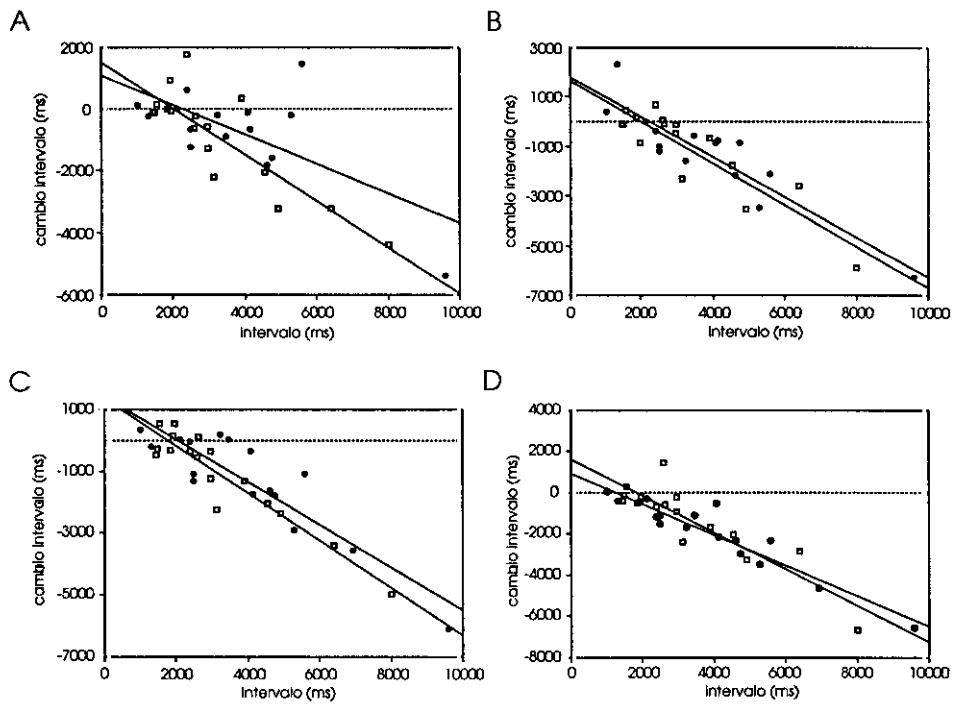 A
2000
0
-2000
-4000
-6000
cambio intervalo (ms)
0 2000 4000 6000 8000 10000
Intervalo (ms)
B
3000
1000
-1000
-3000
-5000
-7000
cambio intervalo (ms)
0 2000 4000 6000 8000 10000
Intervalo (ms)
C
1000
-1000
-3000
-5000
-7000
cambio intervalo (ms)
0 2000 4000 6000 8000 10000
intervalo (ms)
D
4000
2000
0
-2000
-4000
-6000
-8000
cambio intervalo (ms)
0 2000 4000 6000 8000 10000
intervalo (ms)